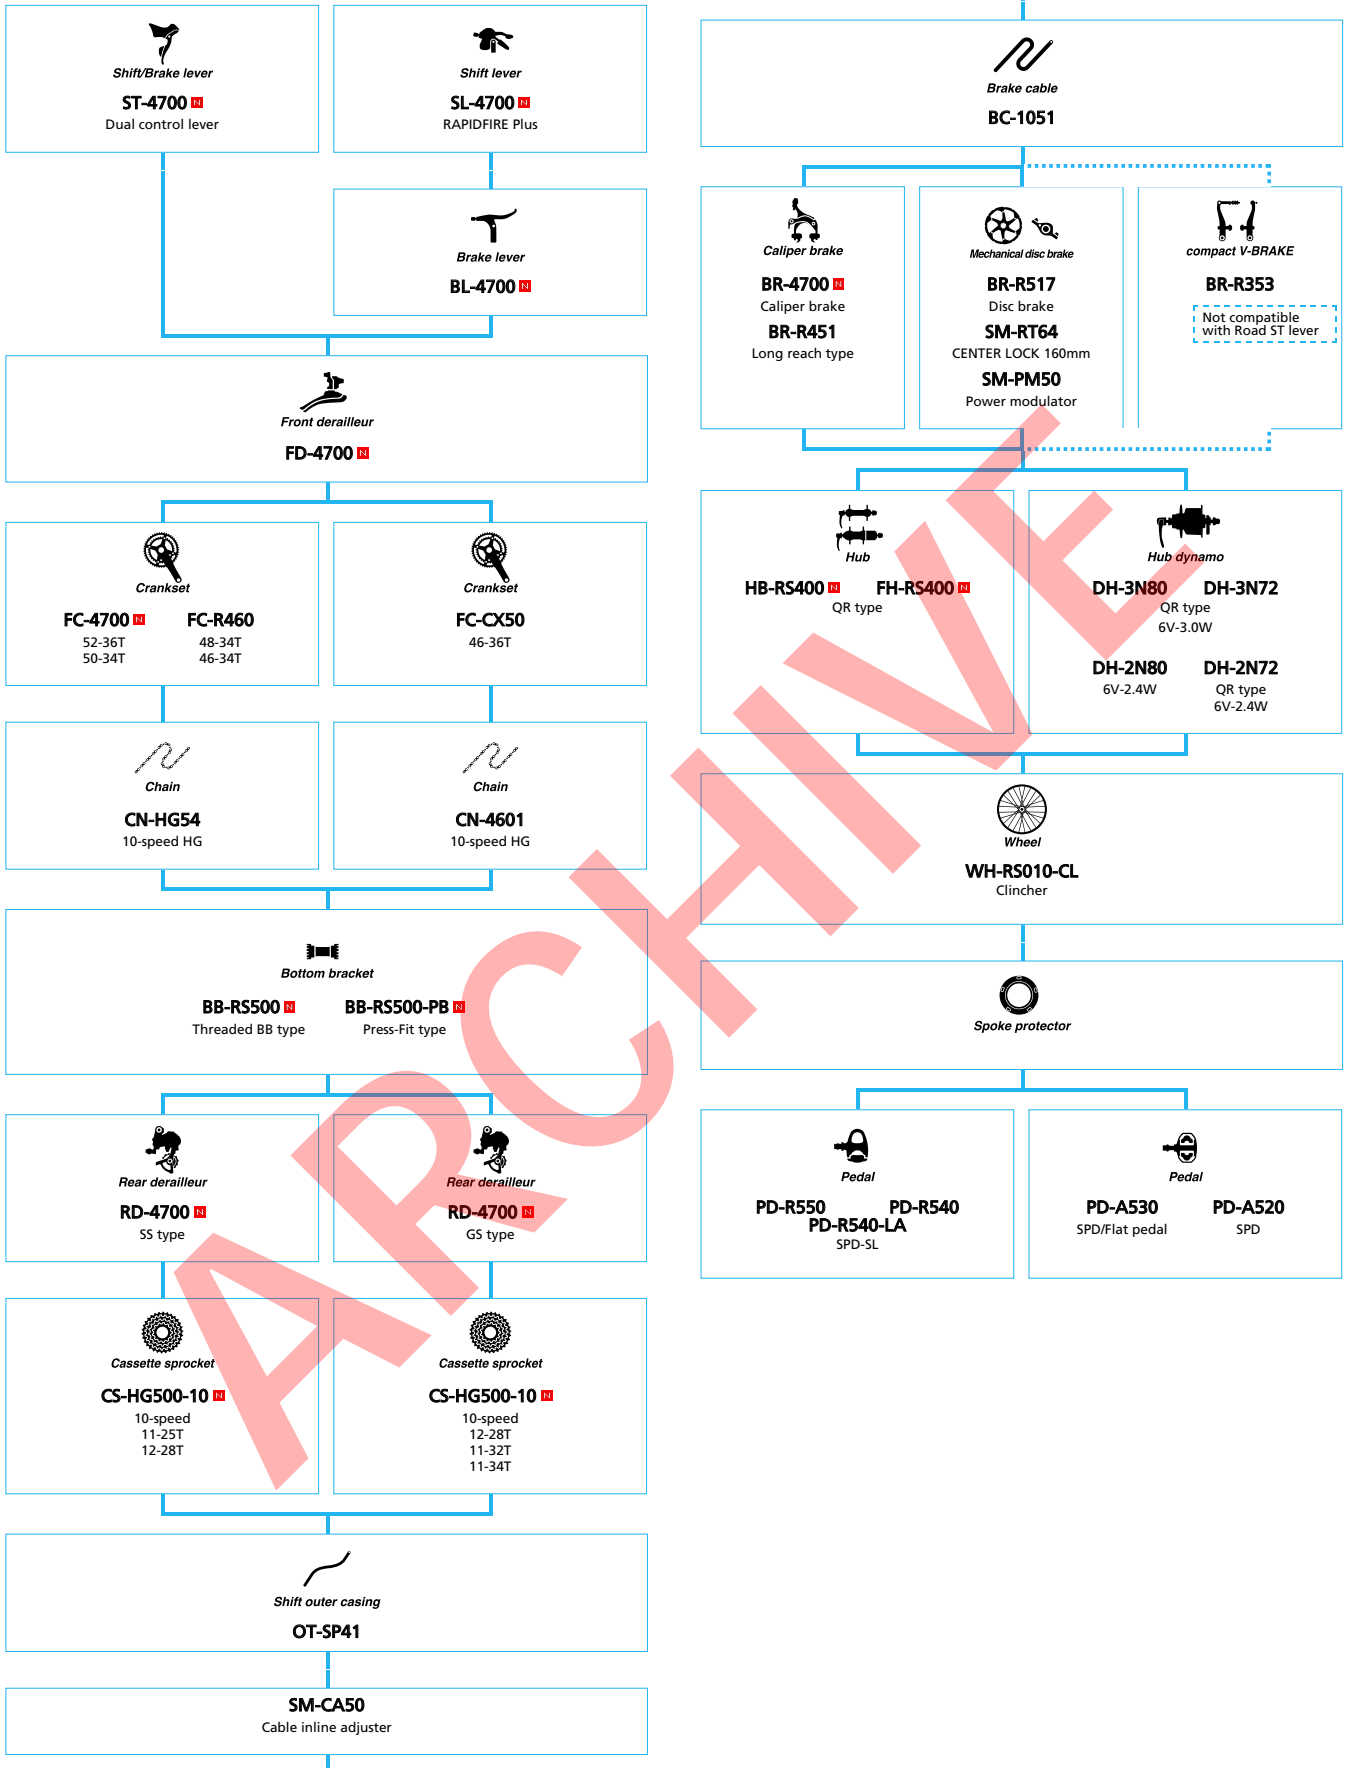 Shift/Brake lever
ST-4700 N
Dual control lever
Shift lever
SL-4700 N
RAPIDFIRE Plus
Brake lever
BL-4700 N
Front derailleur
FD-4700 N
Crankset
FC-4700 N FC-R460
52-36T 48-34T
50-34T 46-34T
Crankset
FC-CX50
46-36T
Chain
CN-HG54
10-speed HG
Chain
CN-4601
10-speed HG
Bottom bracket
BB-RS500 N BB-RS500-PB N
Threaded BB type Press-Fit type
Rear derailleur
RD-4700 N
SS type
Rear derailleur
RD-4700 N
GS type
Cassette sprocket
CS-HG500-10 N
10-speed
11-25T
12-28T
Cassette sprocket
CS-HG500-10 N
10-speed
12-28T
11-32T
11-34T
Shift outer casing
OT-SP41
SM-CA50
Cable inline adjuster
Brake cable
BC-1051
Caliper brake
BR-4700 N
Caliper brake
BR-R451
Long reach type
Mechanical disc brake
BR-R517
Disc brake
SM-RT64
CENTER LOCK 160mm
SM-PM50
Power modulator
compact V-BRAKE
BR-R353
Not compatible
with Road ST lever
Hub
HB-RS400 N FH-RS400 N
QR type
Hub dynamo
DH-3N80 DH-3N72
QR type
6V-3.0W
DH-2N80 DH-2N72
6V-2.4W QR type
6V-2.4W
Wheel
WH-RS010-CL
Clincher
Spoke protector
Pedal
PD-R550 PD-R540
PD-R540-LA
SPD-SL
Pedal
PD-A530 PD-A520
SPD/Flat pedal SPD
ARCHIVE